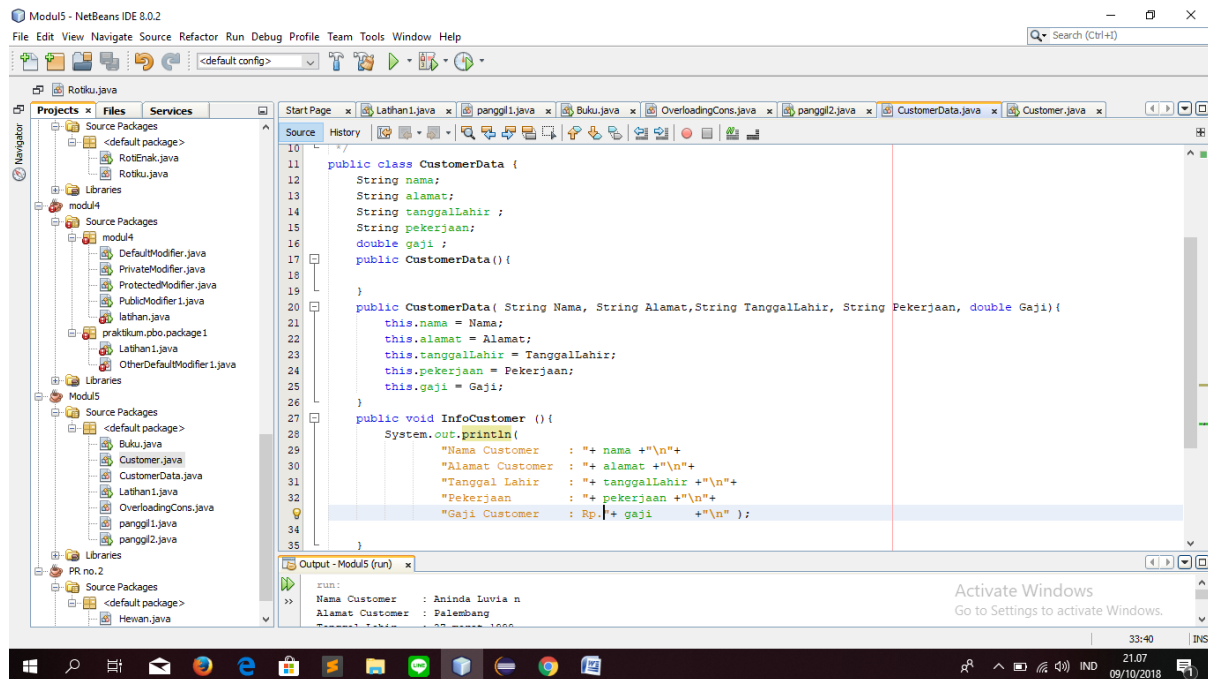 Modul5 - NetBeans IDE 8.0.2
File Edit View Navigate Source Refactor Run Debug Profile Team Tools Window Help
Search (Ctrl+I)
<default config>
Rotiku.java
Projects Files Services
Navigator
Source Packages
<default package>
RotiEnak.java
Rotiku.java
Libraries
modul4
Source Packages
modul4
DefaultModifier.java
PrivateModifier.java
ProtectedModifier.java
PublicModifier1.java
latihan.java
praktikum.pbo.package1
Latihan1.java
OtherDefaultModifier1.java
Libraries
Modul5
Source Packages
<default package>
Buku.java
Customer.java
CustomerData.java
Latihan1.java
OverloadingCons.java
panggil1.java
panggil2.java
Libraries
PR no.2
Source Packages
<default package>
Hewan.java
Start Page Latihan1.java panggil1.java Buku.java OverloadingCons.java panggil2.java CustomerData.java Customer.java
Source History
10 */
11 public class CustomerData {
12 String nama;
13 String alamat;
14 String tanggalLahir ;
15 String pekerjaan;
16 double gaji ;
17 public CustomerData(){
18
19 }
20 public CustomerData( String Nama, String Alamat,String TanggalLahir, String Pekerjaan, double Gaji){
21 this.nama = Nama;
22 this.alamat = Alamat;
23 this.tanggalLahir = TanggalLahir;
24 this.pekerjaan = Pekerjaan;
25 this.gaji = Gaji;
26 }
27 public void InfoCustomer (){
28 System.out.println(
29 "Nama Customer : "+ nama +"\n"+
30 "Alamat Customer : "+ alamat +"\n"+
31 "Tanggal Lahir : "+ tanggalLahir +"\n"+
32 "Pekerjaan : "+ pekerjaan +"\n"+
"Gaji Customer : Rp."+ gaji +"\n" );
34
35 }
Output - Modul5 (run)
run:
Nama Customer : Aninda Luvia n
Alamat Customer : Palembang
Activate Windows
Go to Settings to activate Windows.
33:40 INS
IND
21.07
09/10/2018